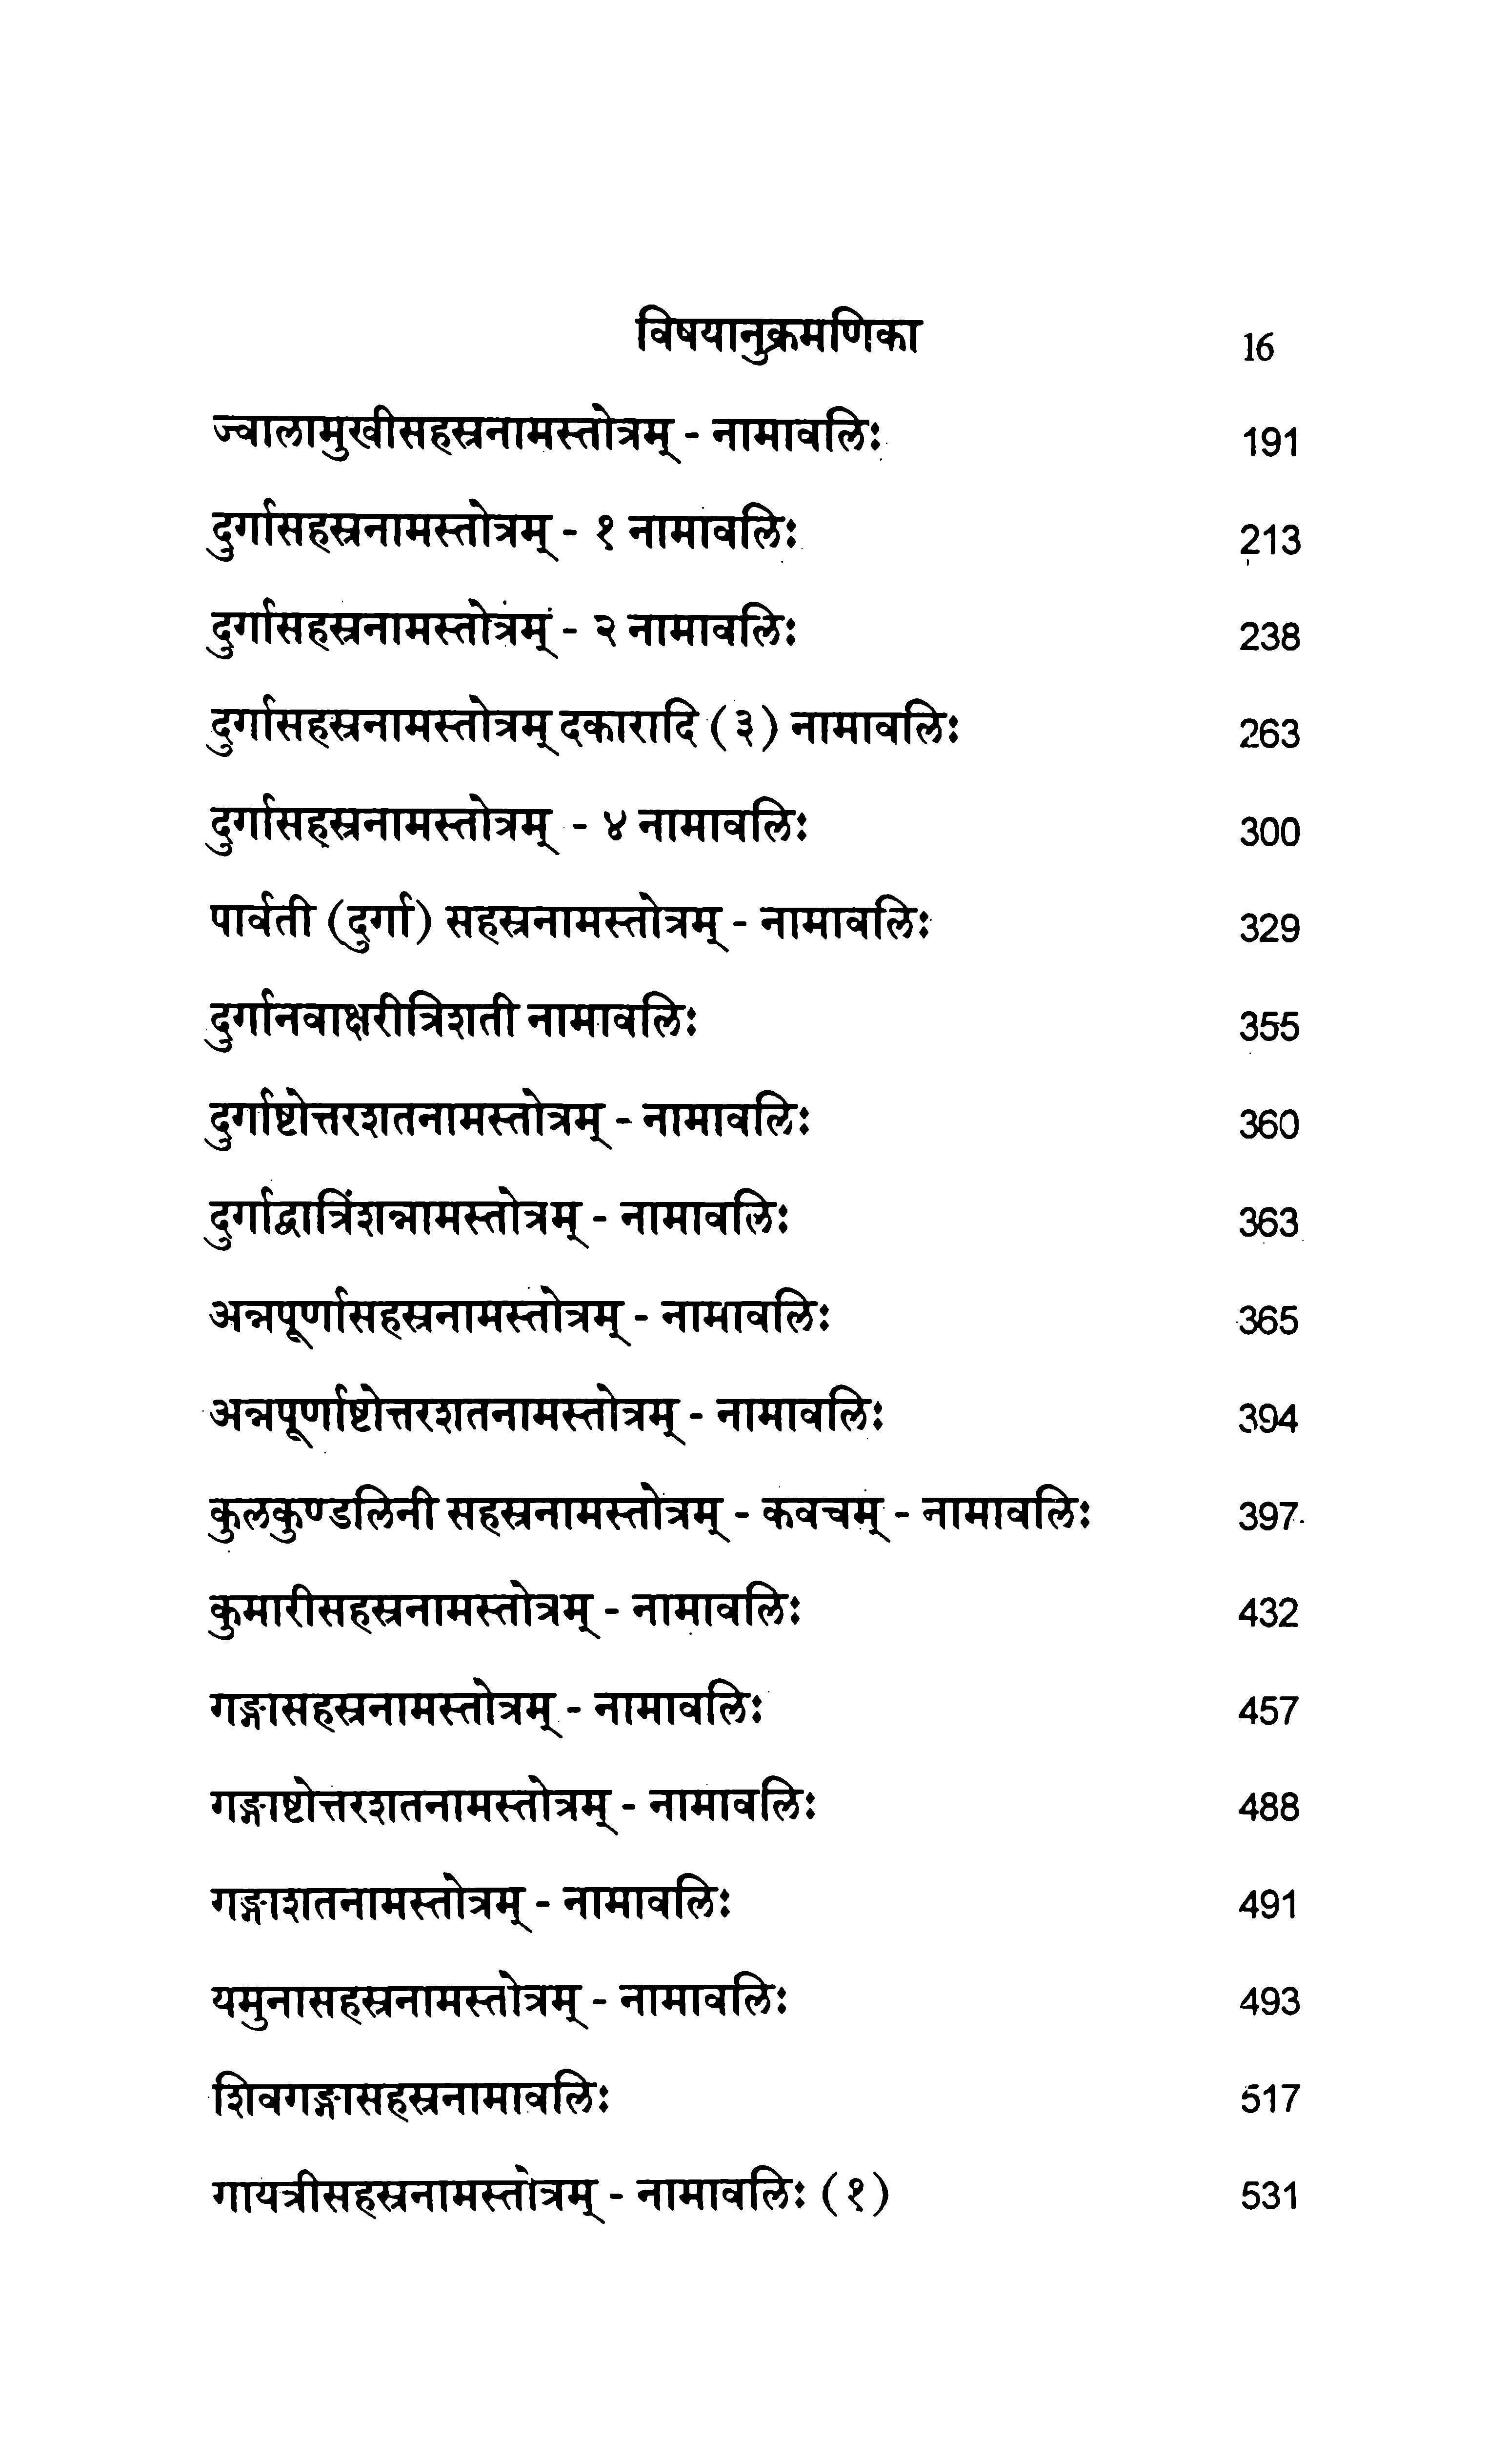 विषयानुक्रमणिका 16
ज्वालामुखीसहस्रनामस्तोत्रम् - नामावलिः 191
दुर्गासहस्रनामस्तोत्रम् - १ नामावलिः 213
दुर्गासहस्रनामस्तोत्रम् - २ नामावलिः 238
दुर्गासहस्रनामस्तोत्रम् दकारादि (३) नामावलिः 263
दुर्गासहस्रनामस्तोत्रम् - ४ नामावलिः 300
पार्वती (दुर्गा) सहस्रनामस्तोत्रम् - नामावलिः 329
दुर्गानवाक्षरीत्रिशती नामावलिः 355
दुर्गाष्टोत्तरशतनामस्तोत्रम् - नामावलिः 360
दुर्गाद्वात्रिंशन्नामस्तोत्रम् - नामावलिः 363
अन्नपूर्णासहस्रनामस्तोत्रम् - नामावलिः 365
अन्नपूर्णाष्टोत्तरशतनामस्तोत्रम् - नामावलिः 394
कुलकुण्डलिनी सहस्रनामस्तोत्रम् - कवचम् - नामावलिः 397
कुमारीसहस्रनामस्तोत्रम् - नामावलिः 432
गङ्गासहस्रनामस्तोत्रम् - नामावलिः 457
गङ्गाष्टोत्तरशतनामस्तोत्रम् - नामावलिः 488
गङ्गाशतनामस्तोत्रम् - नामावलिः 491
यमुनासहस्रनामस्तोत्रम् - नामावलिः 493
शिवगङ्गासहस्रनामावलिः 517
गायत्रीसहस्रनामस्तोत्रम् - नामावलिः (१) 531